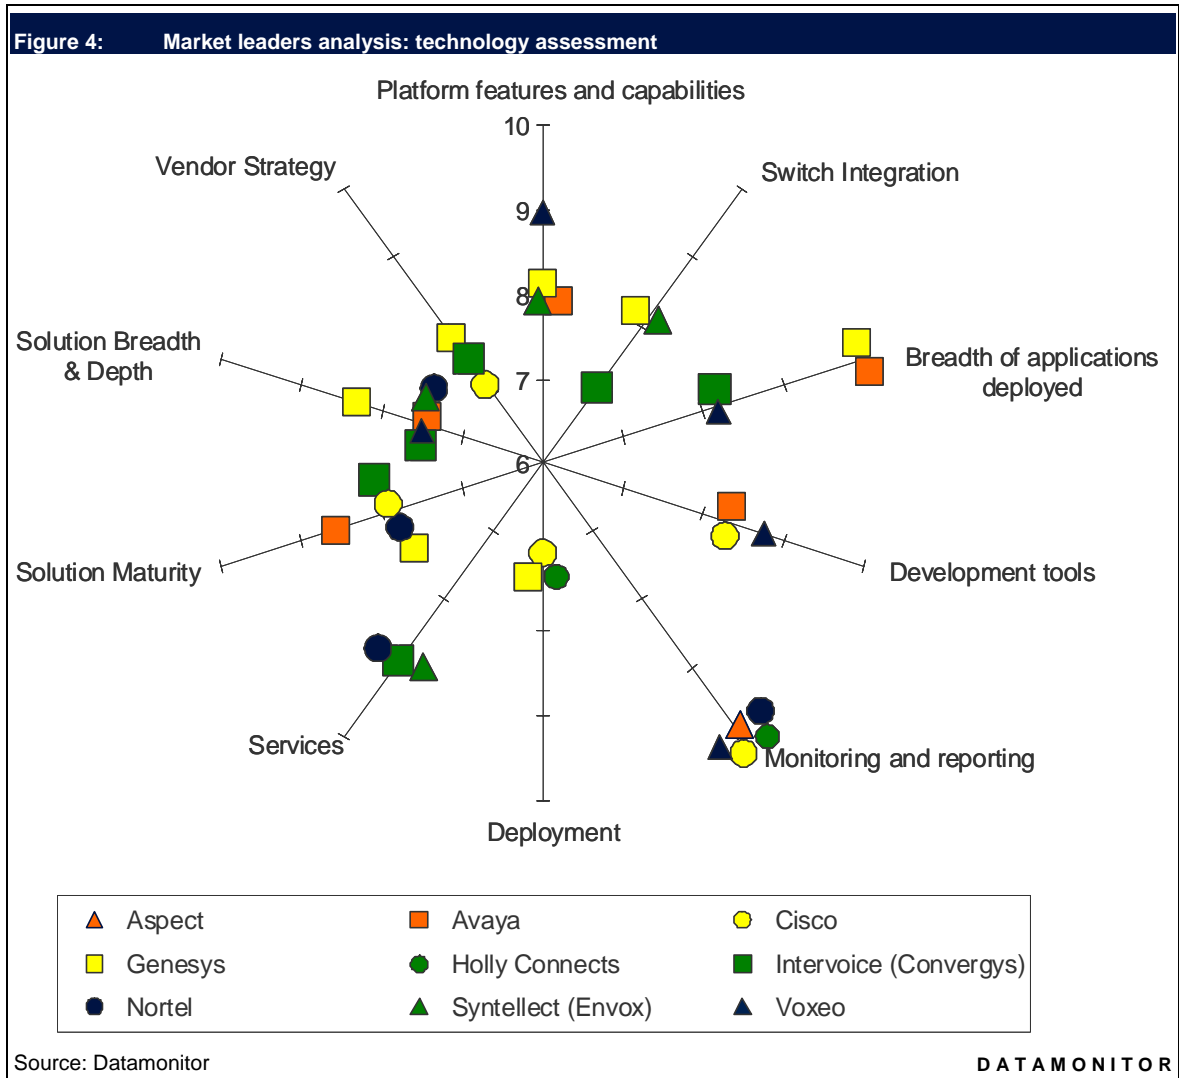 Figure 4: Market leaders analysis: technology assessment
Platform features and capabilities
10
Vendor Strategy
Switch Integration
9
8
Solution Breadth
& Depth
Breadth of applications
deployed
7
6
Solution Maturity
Development tools
Services
Monitoring and reporting
Deployment
Aspect Avaya Cisco
Genesys Holly Connects Intervoice (Convergys)
Nortel Syntellect (Envox) Voxeo
Source: Datamonitor DATAMONITOR